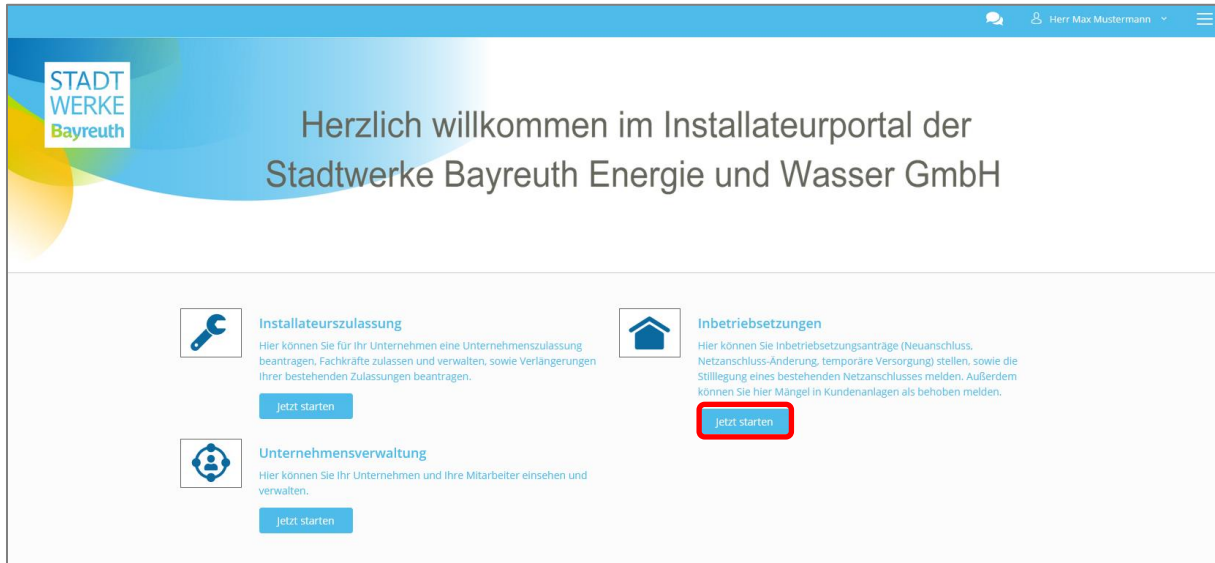 Herr Max Mustermann
STADT
WERKE
Bayreuth
Herzlich willkommen im Installateurportal der
Stadtwerke Bayreuth Energie und Wasser GmbH
Installateurszulassung
Hier können Sie für Ihr Unternehmen eine Unternehmenszulassung
beantragen, Fachkräfte zulassen und verwalten, sowie Verlängerungen
Ihrer bestehenden Zulassungen beantragen.
Jetzt starten
Inbetriebsetzungen
Hier können Sie Inbetriebsetzungsanträge (Neuanschluss,
Netzanschluss-Änderung, temporäre Versorgung) stellen, sowie die
Stilllegung eines bestehenden Netzanschlusses melden. Außerdem
können Sie hier Mängel in Kundenanlagen als behoben melden.
Jetzt starten
Unternehmensverwaltung
Hier können Sie Ihr Unternehmen und Ihre Mitarbeiter einsehen und
verwalten.
Jetzt starten